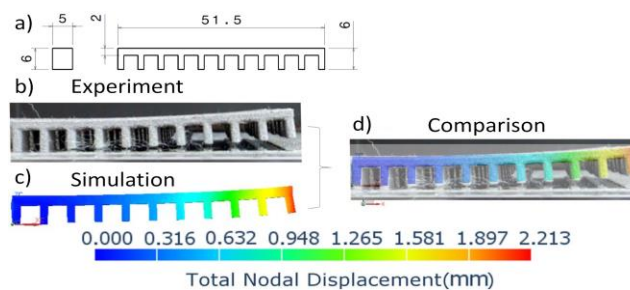 a)
5
6
2
51.5
6
b) Experiment
c) Simulation
d) Comparison
0.000 0.316 0.632 0.948 1.265 1.581 1.897 2.213
Total Nodal Displacement(mm)